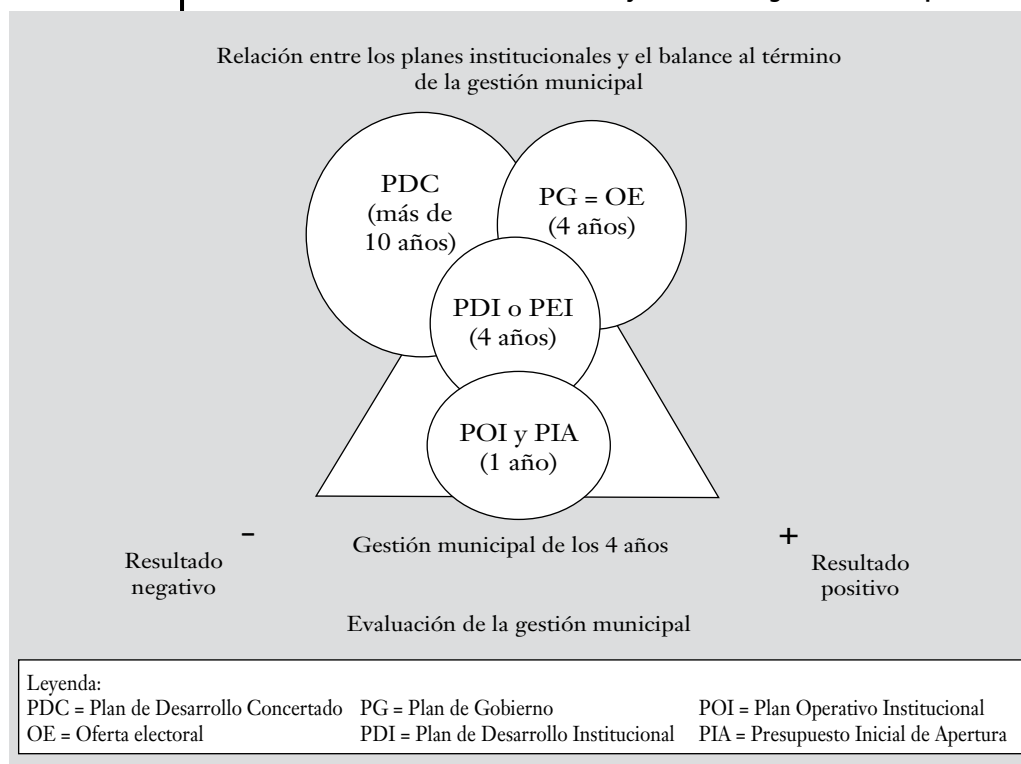 Relación entre los planes institucionales y el balance al término
de la gestión municipal
PDC
(más de
10 años)
PG = OE
(4 años)
PDI o PEI
(4 años)
POI y PIA
(1 año)
-
Resultado
negativo
Gestión municipal de los 4 años
+
Resultado
positivo
Evaluación de la gestión municipal
Leyenda:
PDC = Plan de Desarrollo Concertado PG = Plan de Gobierno POI = Plan Operativo Institucional
OE = Oferta electoral PDI = Plan de Desarrollo Institucional PIA = Presupuesto Inicial de Apertura